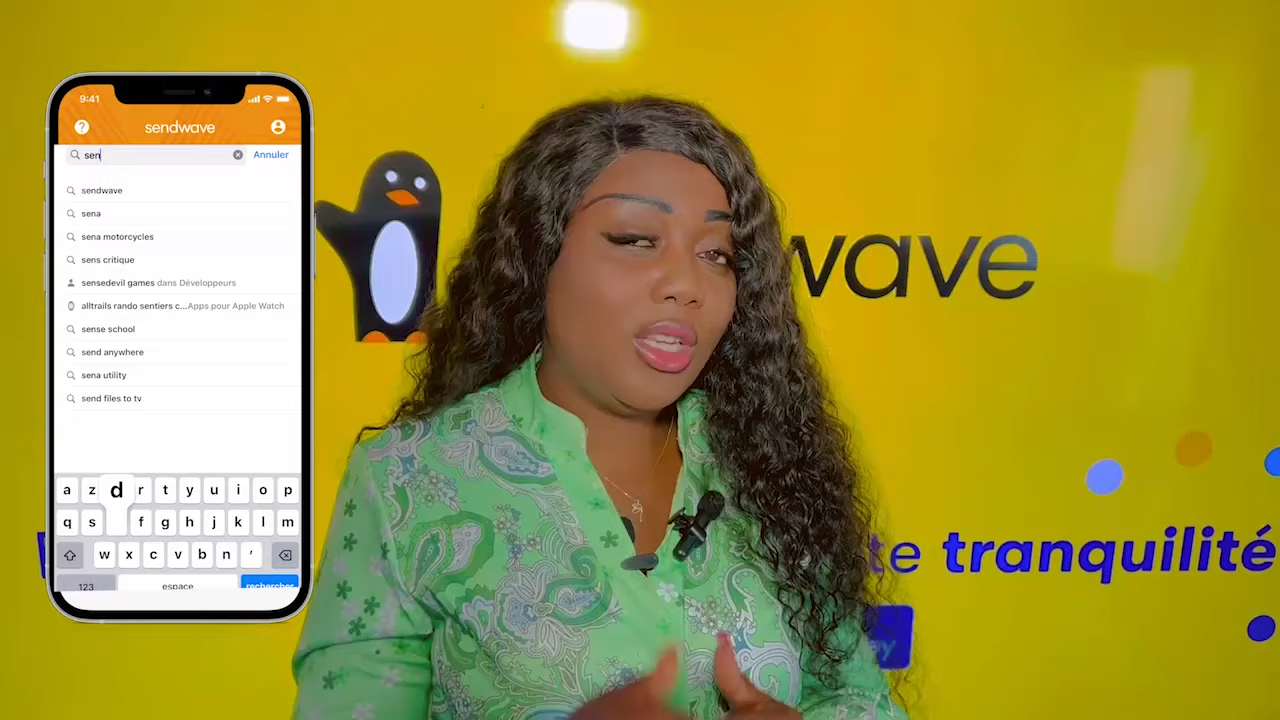 9:41
sendwave
sen
Annuler
sendwave
sena
sena motorcycles
sens critique
sensedevil games dans Développeurs
alltrails rando sentiers c...Apps pour Apple Watch
sense school
send anywhere
sena utility
send files to tv
a z d r t y u i o p
q s f g h j k l m
w x c v b n ’
123 espace rechercher
wave
te tranquilité